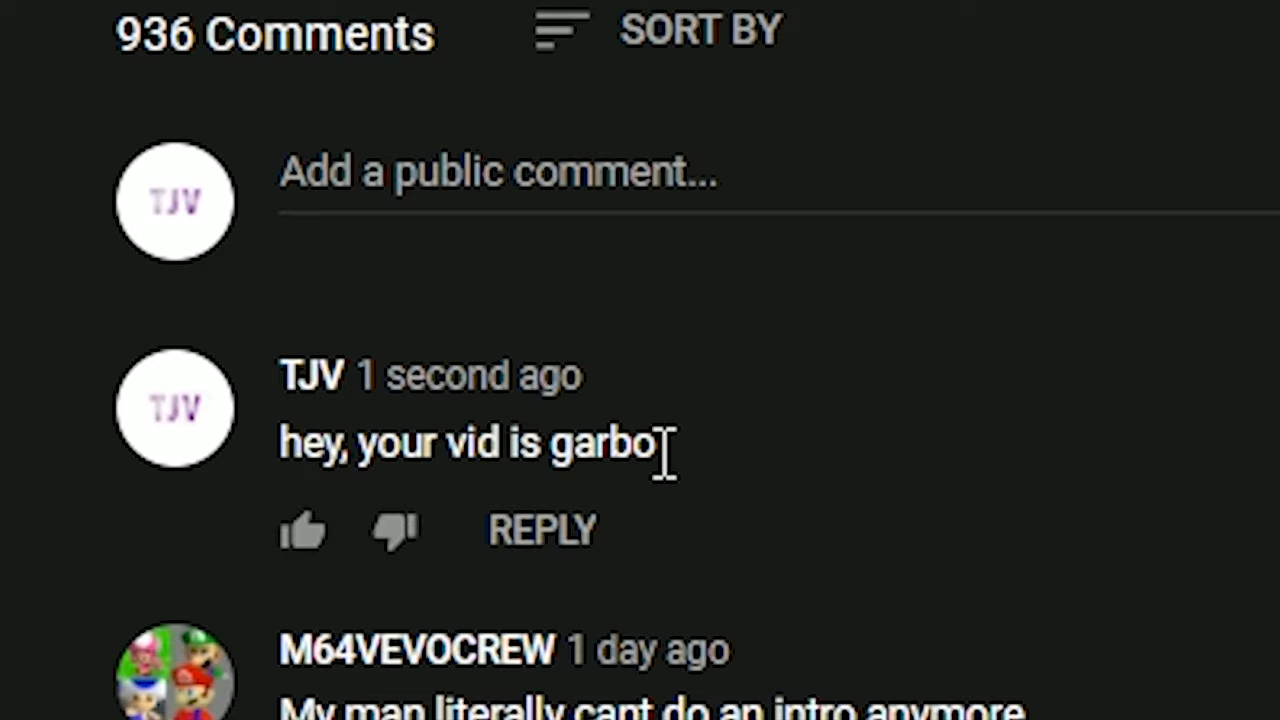 936 Comments SORT BY
TJV
Add a public comment...
TJV
TJV 1 second ago
hey, your vid is garbo
REPLY
M64VEVOCREW 1 day ago
My man literally cant do an intro anymore